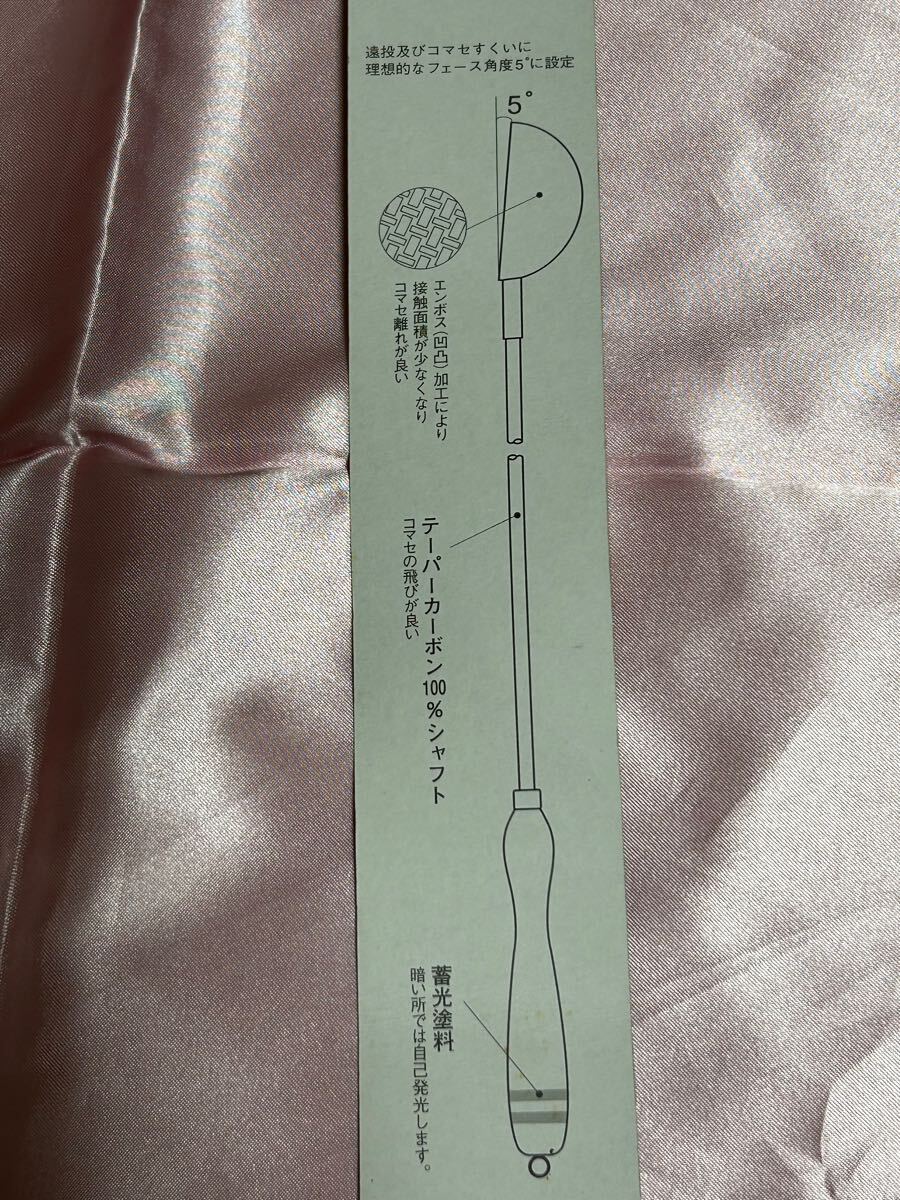 遠投及びコマセすくいに
理想的なフェース角度5°に設定
5°
エンボス(凹凸)加工により
接触面積が少なくなり
コマセ離れが良い
テーパーカーボン100%シャフト
コマセの飛びが良い
蓄光塗料
暗い所では自己発光します。